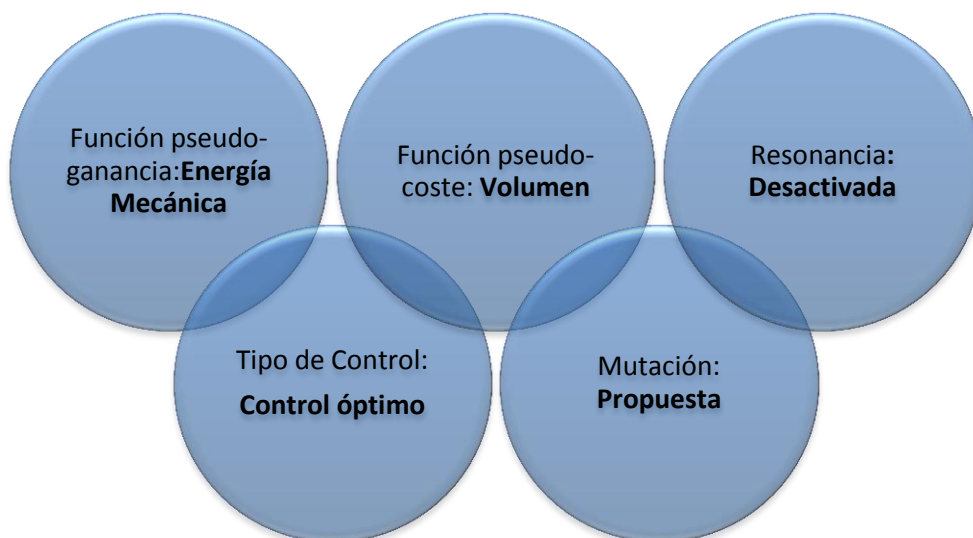 Función pseudo-
ganancia:Energía
Mecánica
Función pseudo-
coste: Volumen
Resonancia:
Desactivada
Tipo de Control:
Control óptimo
Mutación:
Propuesta